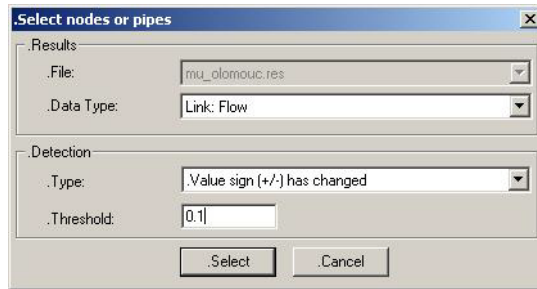 .Select nodes or pipes
.Results
.File: mu_olomouc.res
.Data Type: Link: Flow
.Detection
.Type: .Value sign (+/-) has changed
.Threshold: 0.1
.Select .Cancel